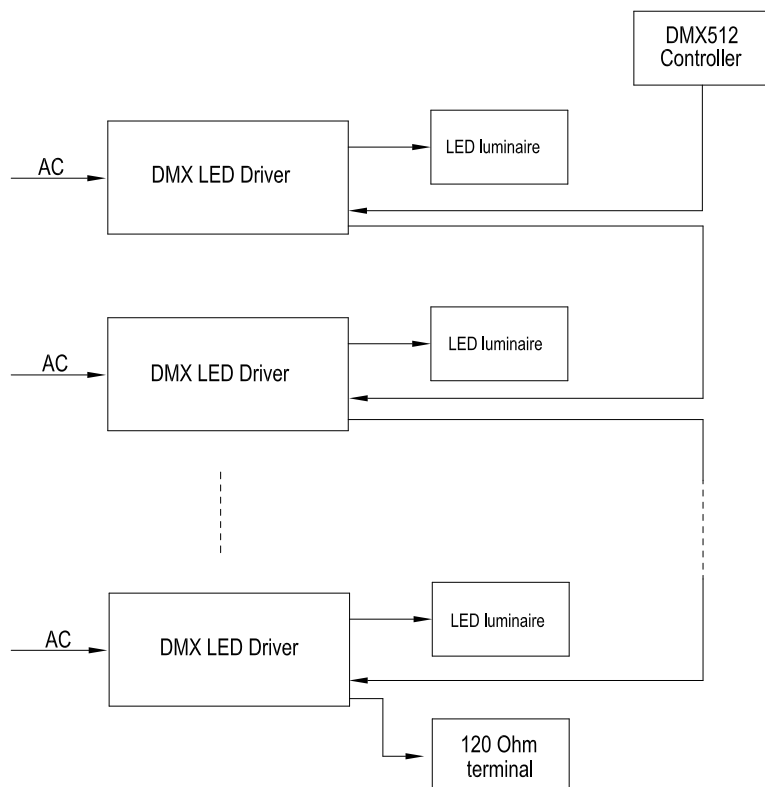 DMX512
Controller
LED luminaire
AC
DMX LED Driver
LED luminaire
AC
DMX LED Driver
LED luminaire
AC
DMX LED Driver
120 Ohm
terminal